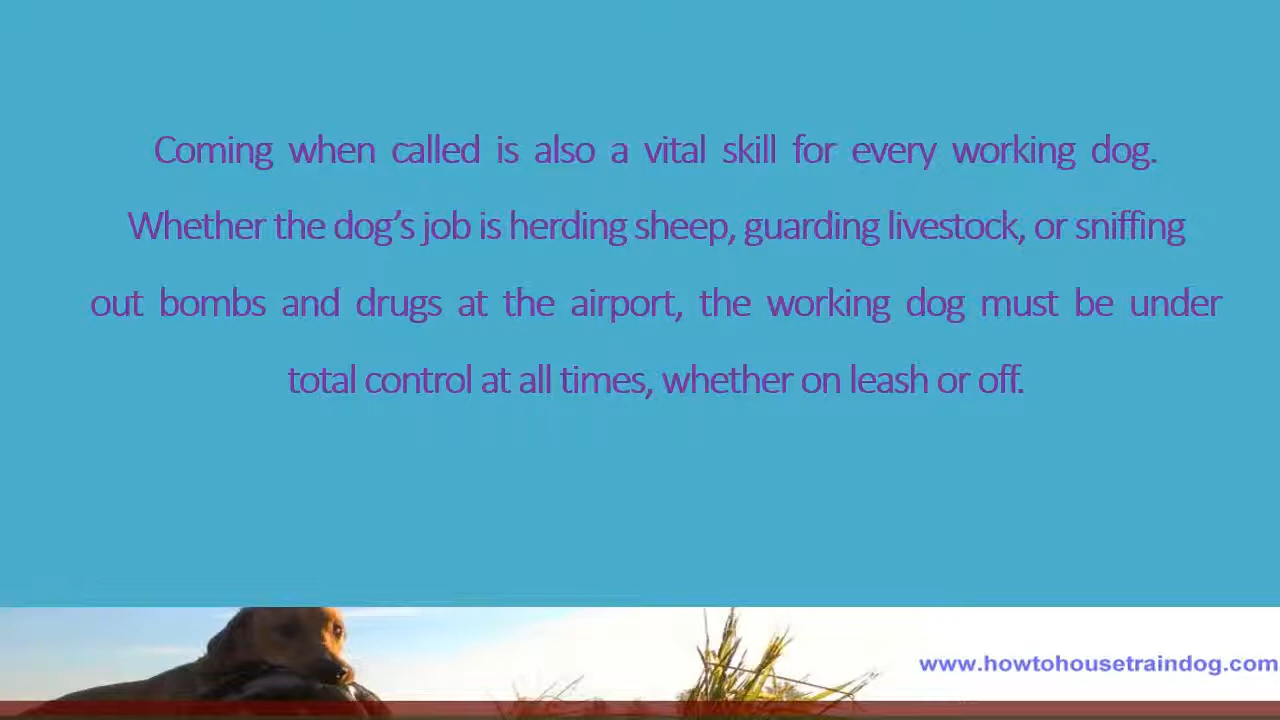 Coming when called is also a vital skill for every working dog.
Whether the dog’s job is herding sheep, guarding livestock, or sniffing
out bombs and drugs at the airport, the working dog must be under
total control at all times, whether on leash or off.
www.howtohousetraindog.com